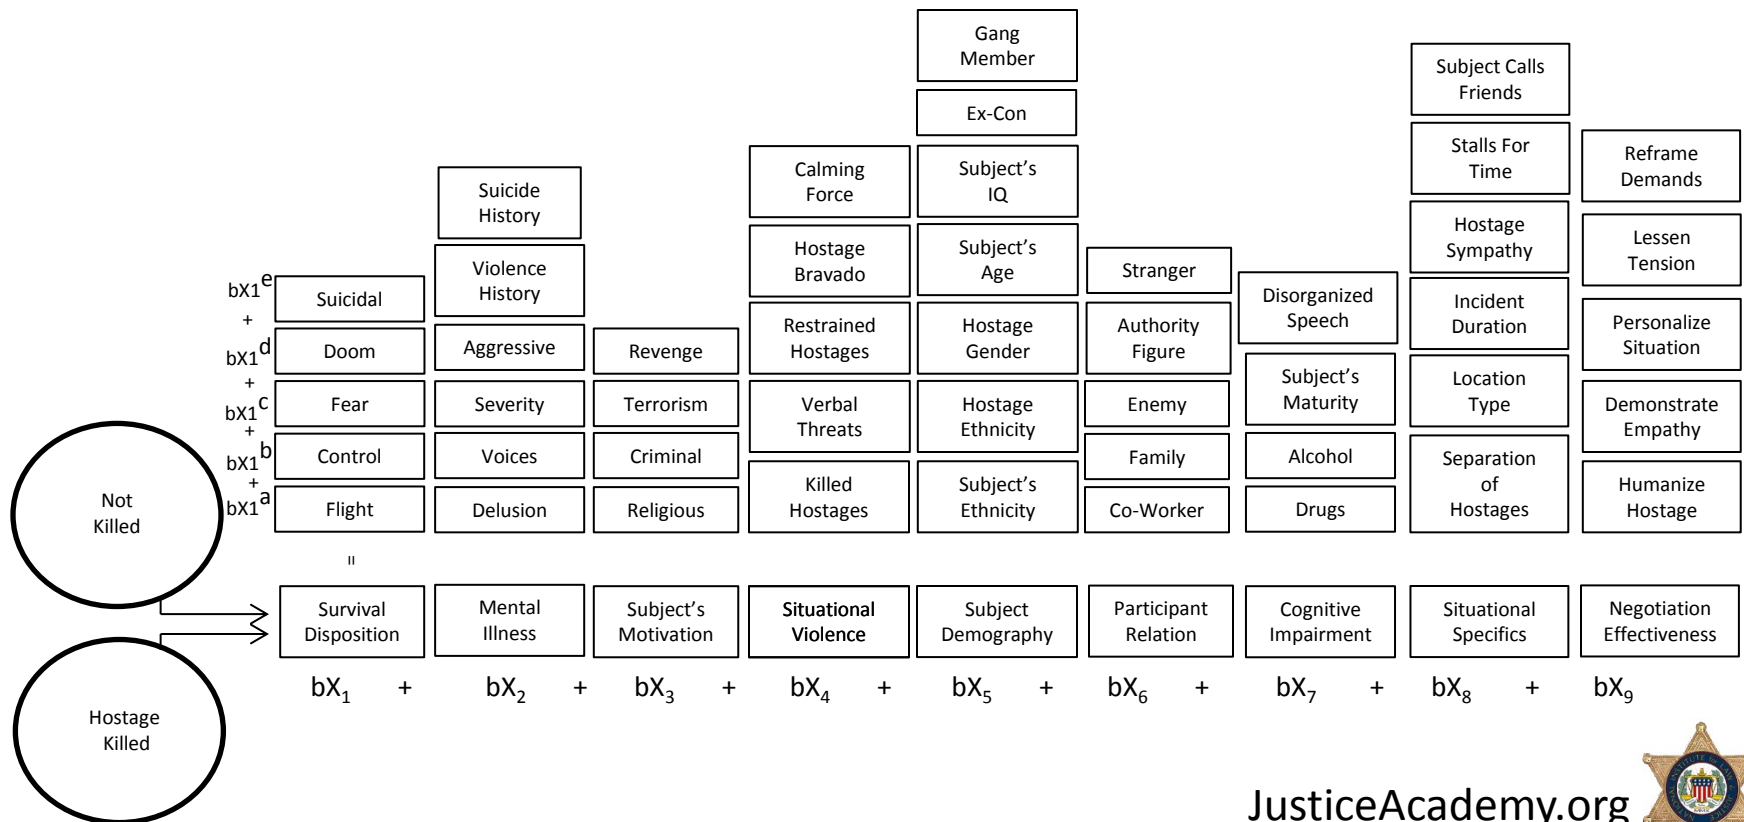 Gang
Member
Subject Calls
Friends
Ex-Con
Stalls For
Time
Reframe
Demands
Calming
Force
Subject's
IQ
Suicide
History
Hostage
Sympathy
Lessen
Tension
Hostage
Bravado
Subject's
Age
Violence
History
Stranger
bX1e
Suicidal
Disorganized
Speech
Incident
Duration
Personalize
Situation
+
Restrained
Hostages
Hostage
Gender
Authority
Figure
bX1d
Doom
Aggressive
Revenge
+
Subject's
Maturity
Location
Type
bX1c
Fear
Severity
Terrorism
Verbal
Threats
Hostage
Ethnicity
Enemy
Demonstrate
Empathy
+
bX1b
Control
Voices
Criminal
Family
Alcohol
+
Not
Killed
bX1a
Flight
Delusion
Religious
Killed
Hostages
Subject's
Ethnicity
Co-Worker
Drugs
Separation
of
Hostages
Humanize
Hostage
=
Survival
Disposition
Mental
Illness
Subject's
Motivation
Situational
Violence
Subject
Demography
Participant
Relation
Cognitive
Impairment
Situational
Specifics
Negotiation
Effectiveness
bX1 + bX2 + bX3 + bX4 + bX5 + bX6 + bX7 + bX8 + bX9
Hostage
Killed
JusticeAcademy.org